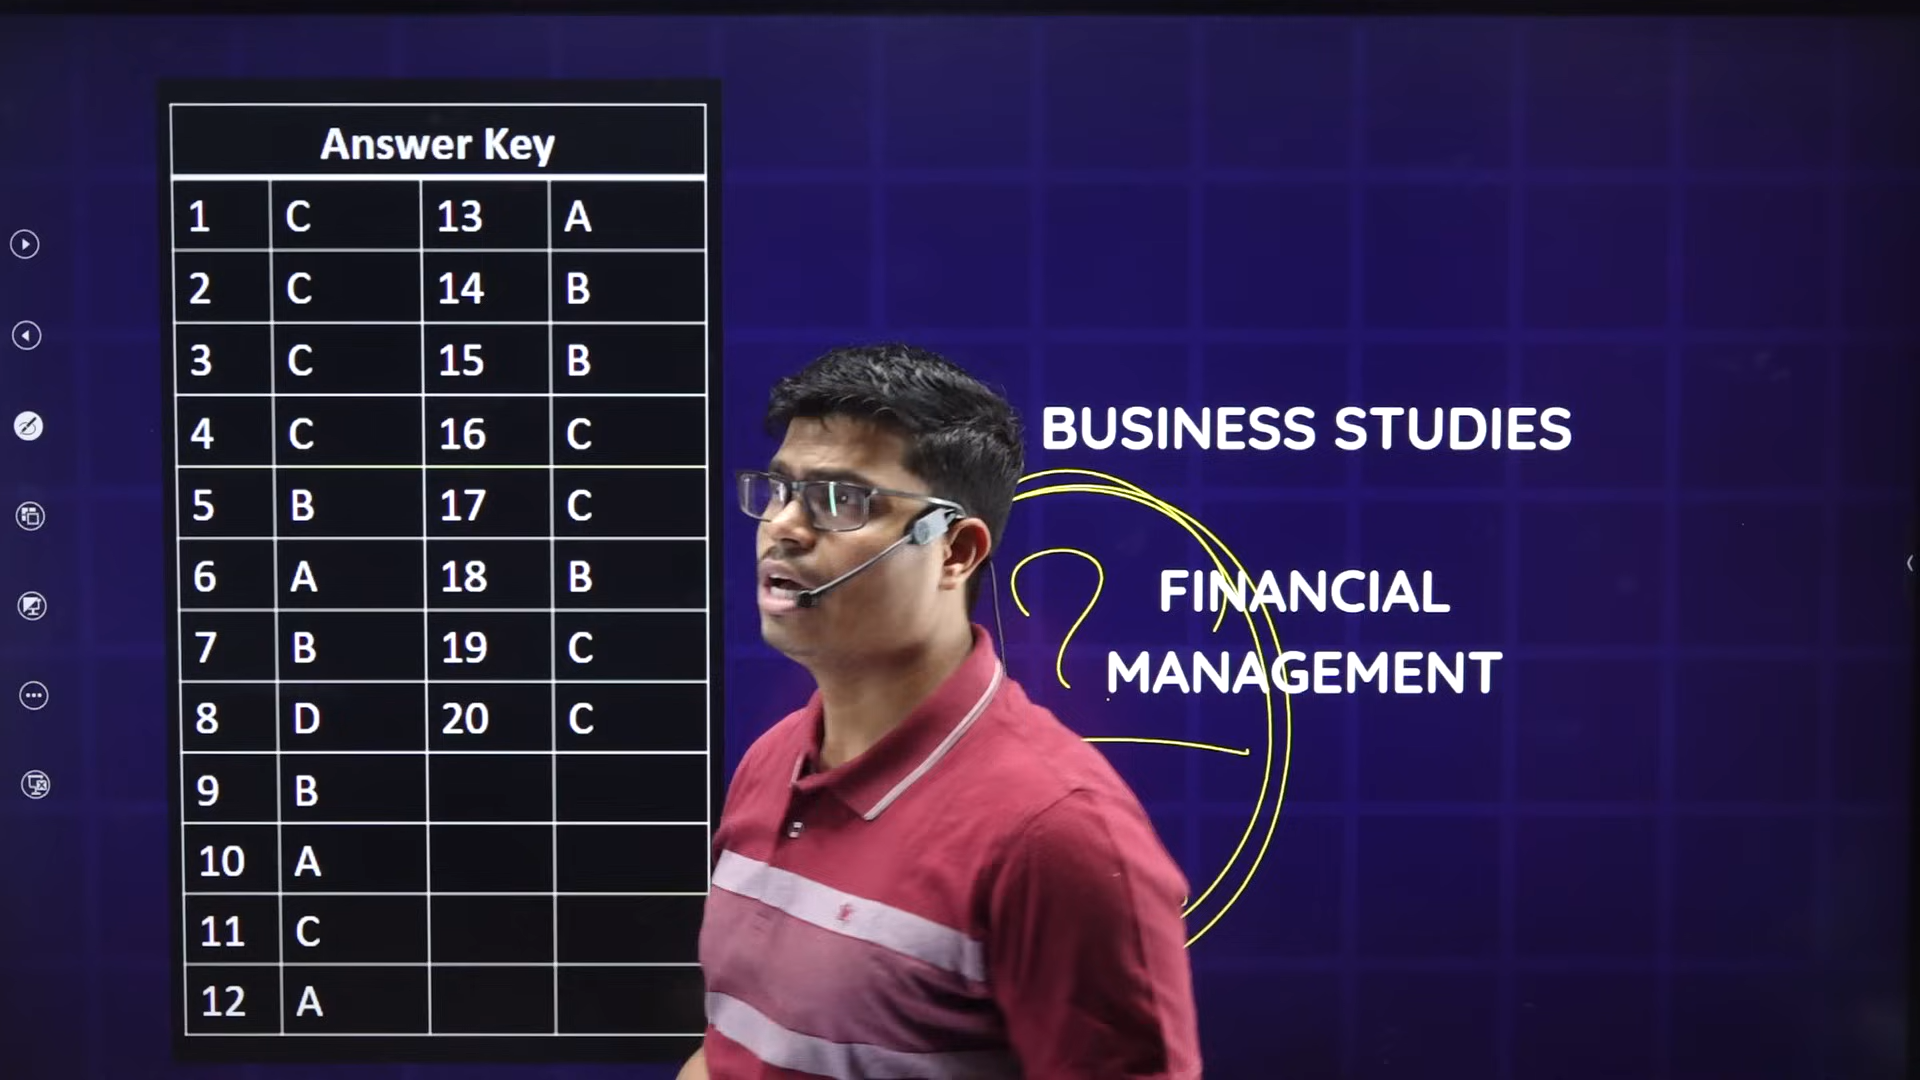 Answer Key
1 C 13 A
2 C 14 B
3 C 15 B
4 C 16 C
5 B 17 C
6 A 18 B
7 B 19 C
8 D 20 C
9 B
10 A
11 C
12 A
BUSINESS STUDIES
FINANCIAL
MANAGEMENT
?